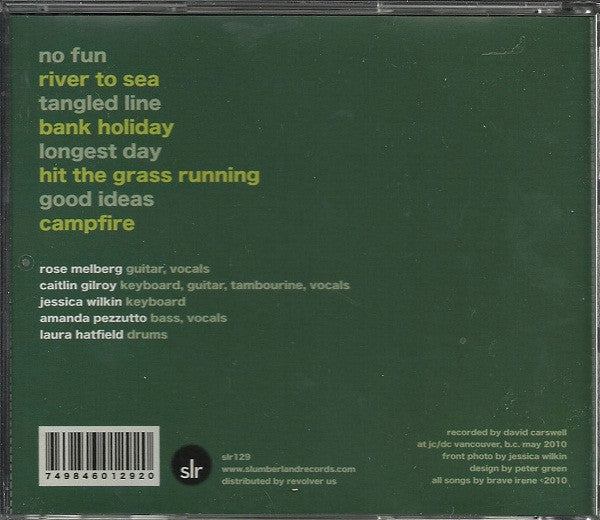 no fun
river to sea
tangled line
bank holiday
longest day
hit the grass running
good ideas
campfire
rose melberg guitar, vocals
caitlin gilroy keyboard, guitar, tambourine, vocals
jessica wilkin keyboard
amanda pezzutto bass, vocals
laura hatfield drums
749846012920
slr
slr129
www.slumberlandrecords.com
distributed by revolver us
recorded by david carswell
at jc/dc vancouver, b.c. may 2010
front photo by jessica wilkin
design by peter green
all songs by brave irene ©2010